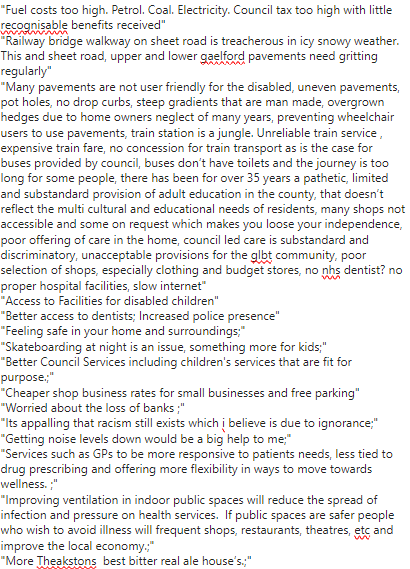 "Fuel costs too high. Petrol. Coal. Electricity. Council tax too high with little
recognisable benefits received"
"Railway bridge walkway on sheet road is treacherous in icy snowy weather.
This and sheet road, upper and lower gaelford pavements need gritting
regularly"
"Many pavements are not user friendly for the disabled, uneven pavements,
pot holes, no drop curbs, steep gradients that are man made, overgrown
hedges due to home owners neglect of many years, preventing wheelchair
users to use pavements, train station is a jungle. Unreliable train service ,
expensive train fare, no concession for train transport as is the case for
buses provided by council, buses don't have toilets and the journey is too
long for some people, there has been for over 35 years a pathetic, limited
and substandard provision of adult education in the county, that doesn't
reflect the multi cultural and educational needs of residents, many shops not
accessible and some on request which makes you loose your independence,
poor offering of care in the home, council led care is substandard and
discriminatory, unacceptable provisions for the glbt community, poor
selection of shops, especially clothing and budget stores, no nhs dentist? no
proper hospital facilities, slow internet"
"Access to Facilities for disabled children"
"Better access to dentists; Increased police presence"
"Feeling safe in your home and surroundings;"
"Skateboarding at night is an issue, something more for kids;"
"Better Council Services including children's services that are fit for
purpose.;"
"Cheaper shop business rates for small businesses and free parking"
"Worried about the loss of banks ;"
"Its appalling that racism still exists which i believe is due to ignorance;"
"Getting noise levels down would be a big help to me;"
"Services such as GPs to be more responsive to patients needs, less tied to
drug prescribing and offering more flexibility in ways to move towards
wellness. ;"
"Improving ventilation in indoor public spaces will reduce the spread of
infection and pressure on health services.  If public spaces are safer people
who wish to avoid illness will frequent shops, restaurants, theatres, etc and
improve the local economy.;"
"More Theakstons  best bitter real ale house's.;"